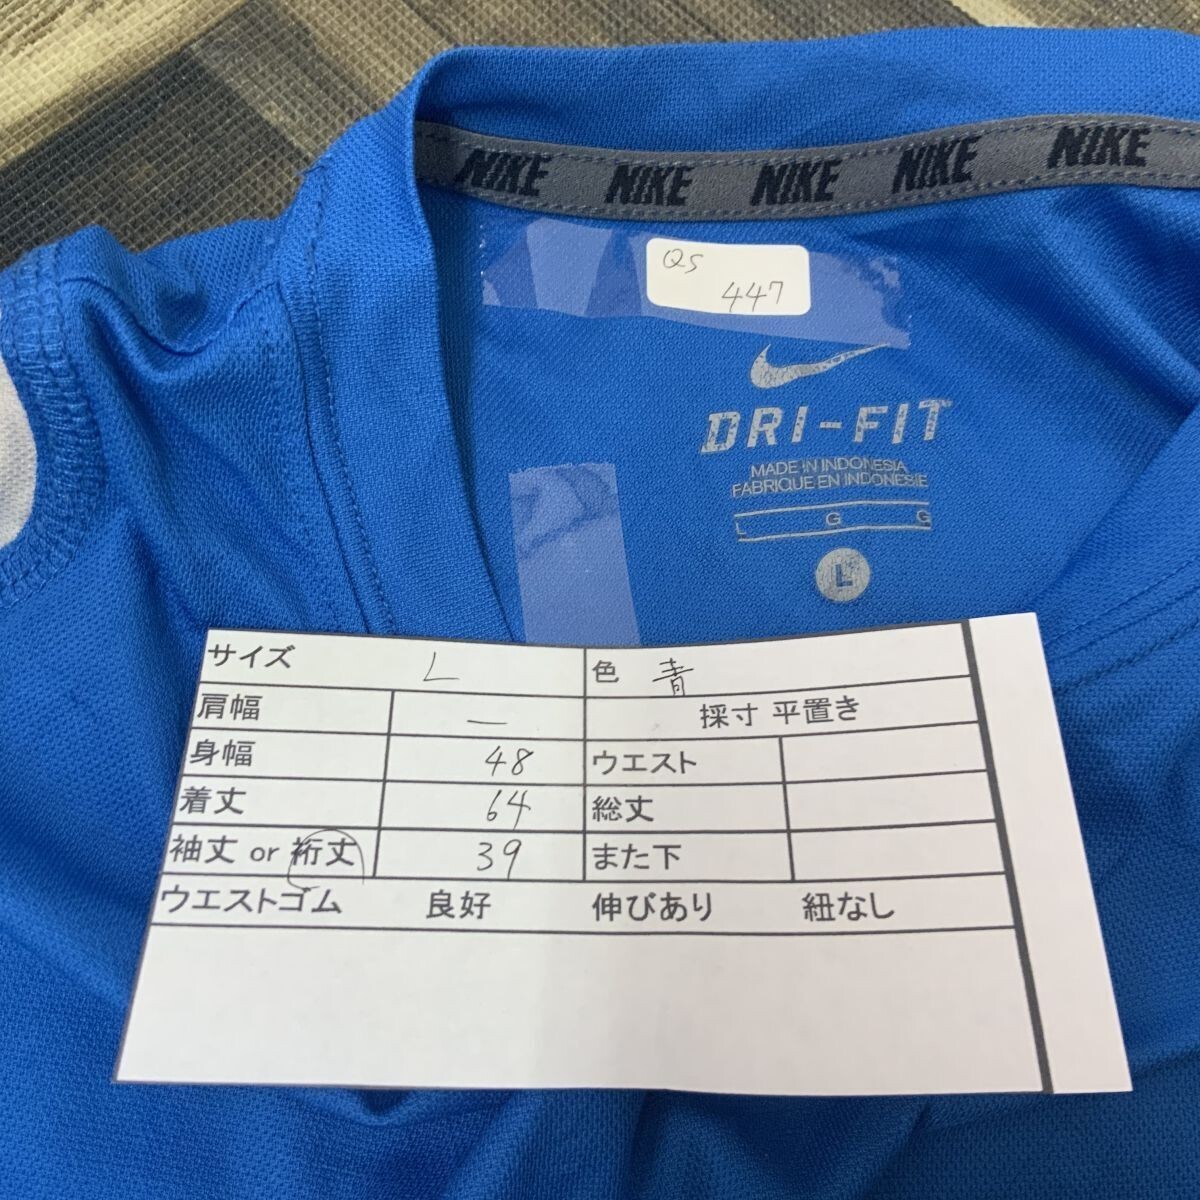 NIKE NIKE NIKE NIKE NIKE
QS
447
DRI-FIT
MADE IN INDONESIA
FABRIQUE EN INDONESIE
L G G
L
サイズ L 色 青
肩幅 — 採寸 平置き
身幅 48 ウエスト
着丈 64 総丈
袖丈 or 裄丈 39 また下
ウエストゴム 良好 伸びあり 紐なし